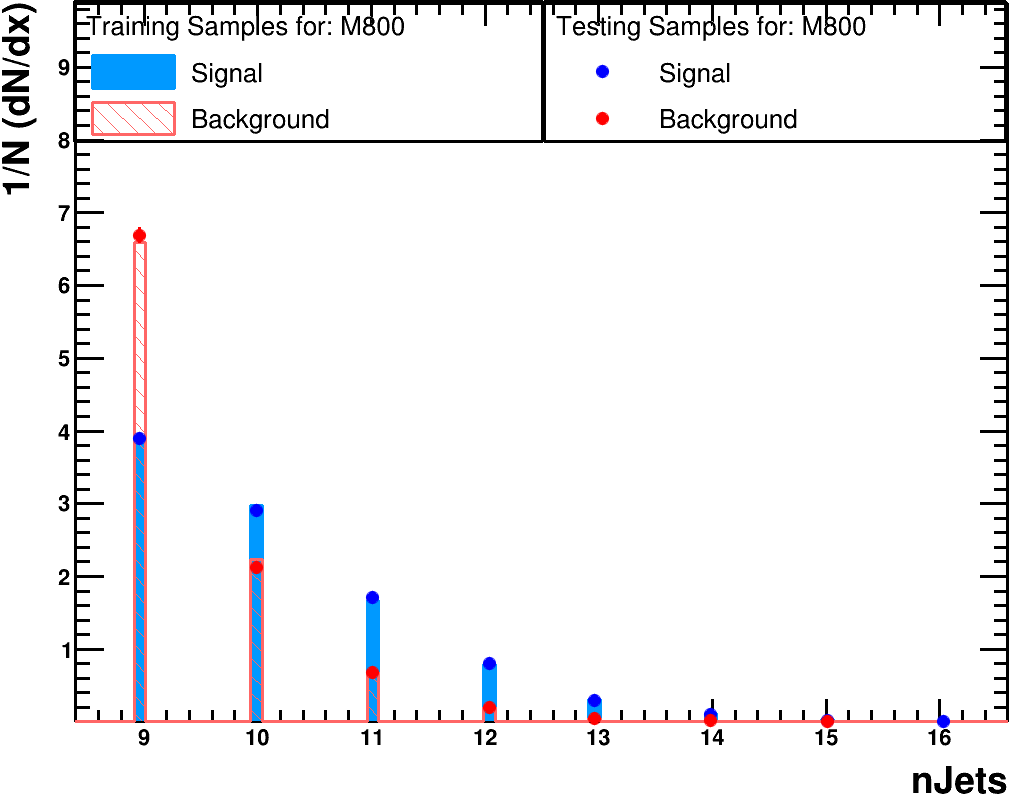 Training Samples for: M800
Signal
Background
Testing Samples for: M800
Signal
Background
1/N (dN/dx)
9
8
7
6
5
4
3
2
1
9 10 11 12 13 14 15 16
nJets